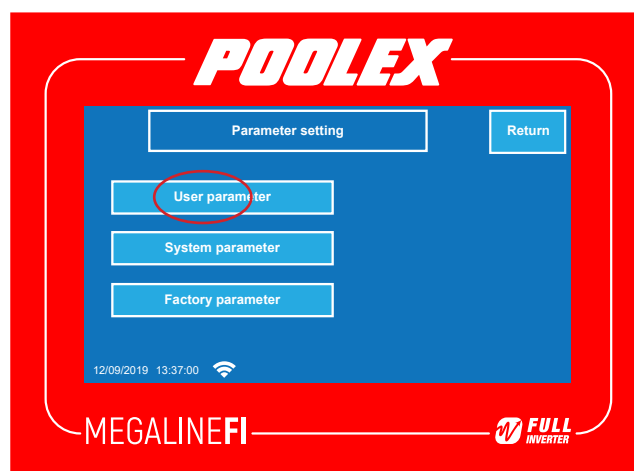 POOLEX
Parameter setting
Return
User parameter
System parameter
Factory parameter
12/09/2019 13:37:00
MEGALINEFI
FULL
INVERTER